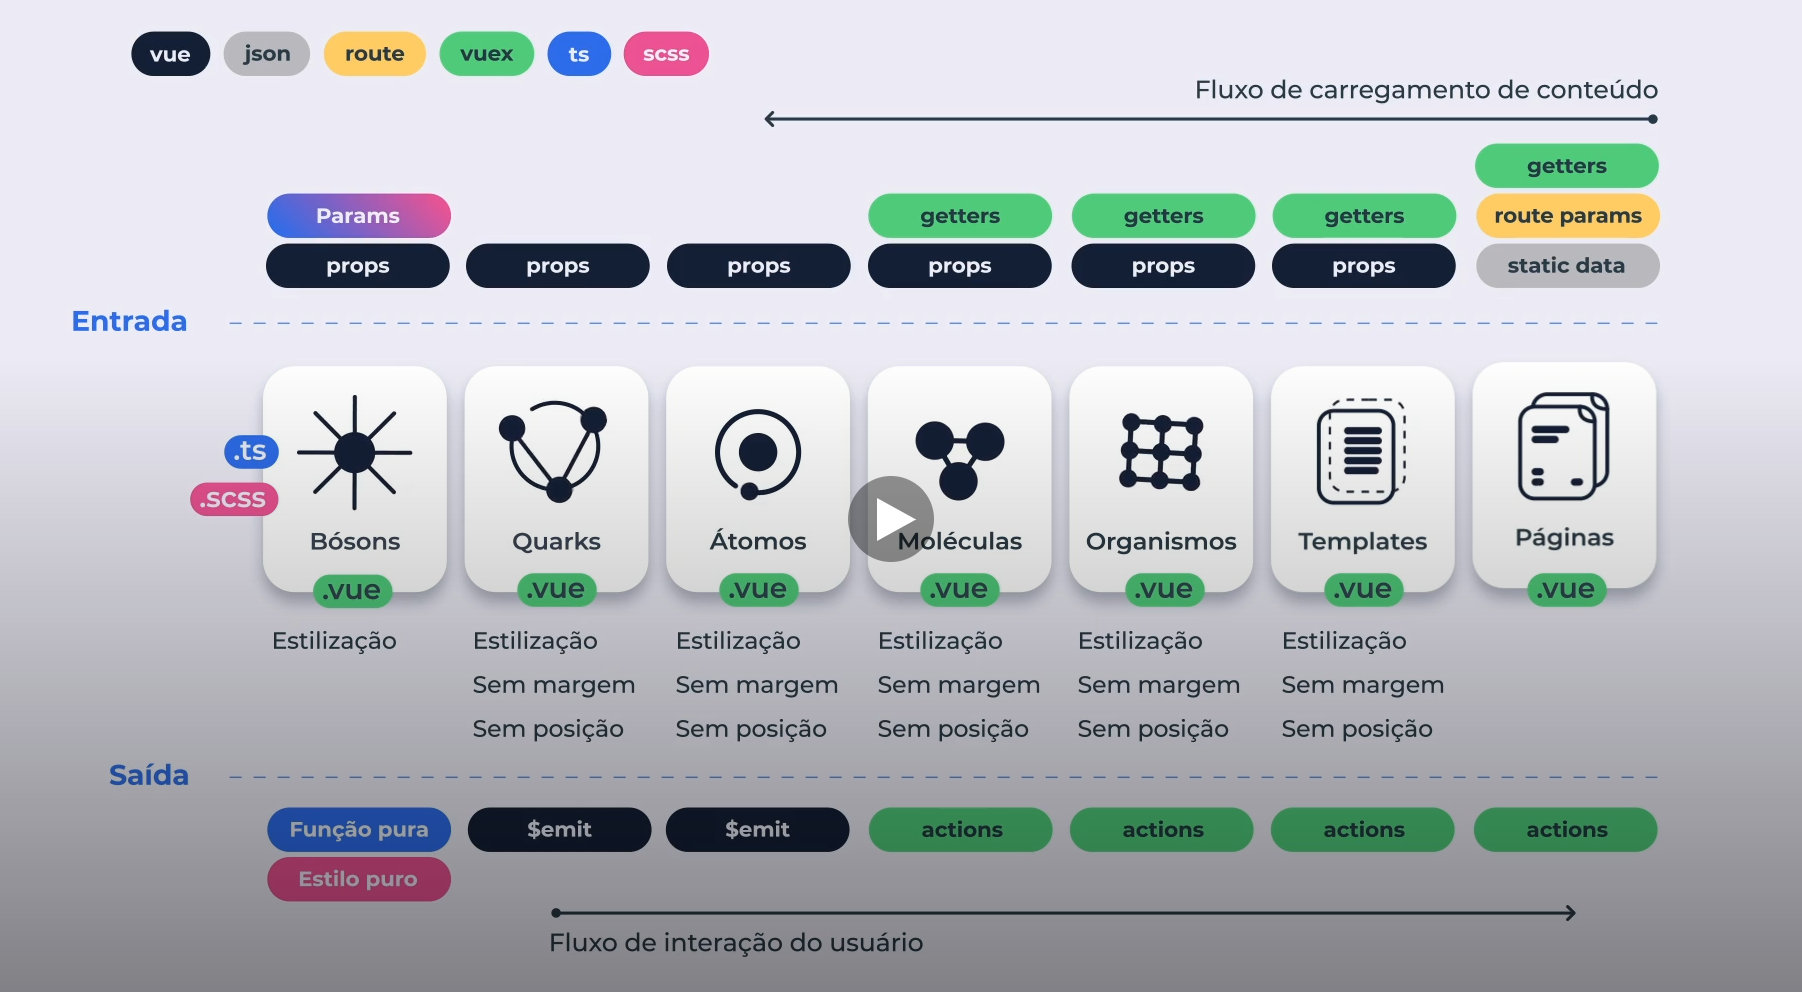 vue json route vuex ts scss
Fluxo de carregamento de conteúdo
getters
Params getters getters getters route params
props props props props props props static data
Entrada
.ts
.scss
Bósons Quarks Átomos Moléculas Organismos Templates Páginas
.vue .vue .vue .vue .vue .vue .vue
Estilização Estilização Estilização Estilização Estilização Estilização
Sem margem Sem margem Sem margem Sem margem Sem margem
Sem posição Sem posição Sem posição Sem posição Sem posição
Saída
Função pura $emit $emit actions actions actions actions
Estilo puro
Fluxo de interação do usuário